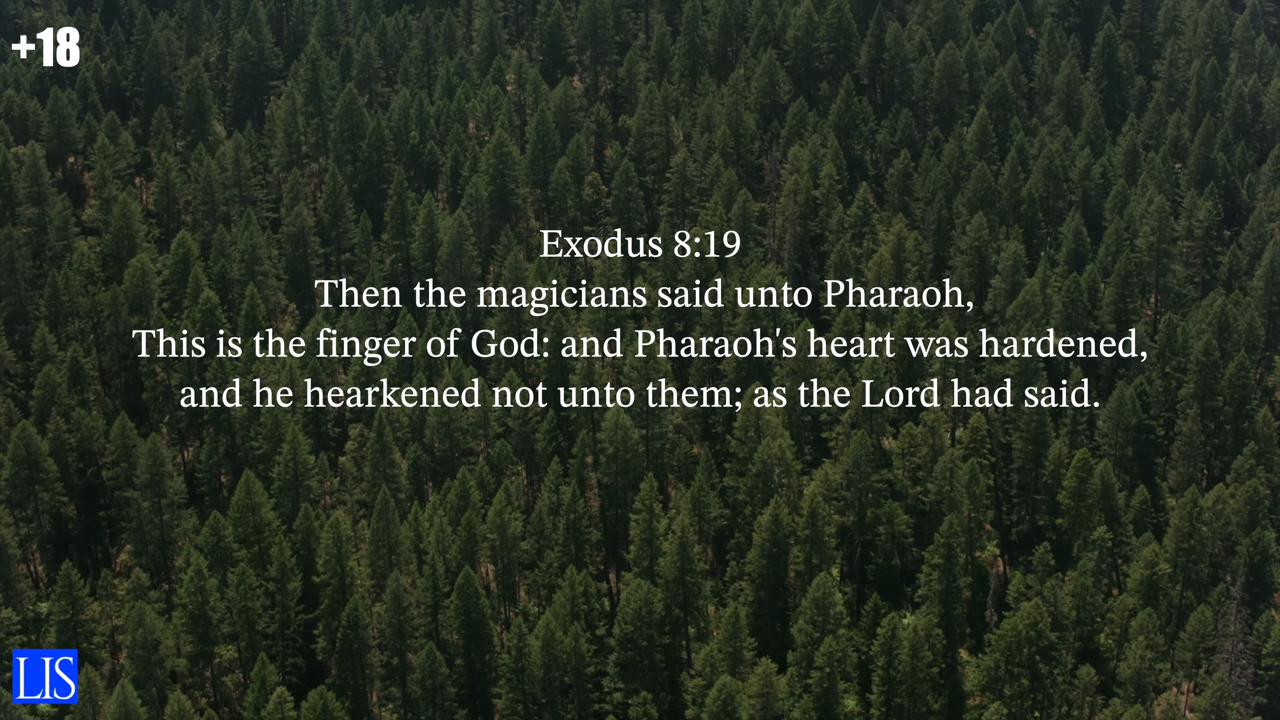 +18
Exodus 8:19
Then the magicians said unto Pharaoh,
This is the finger of God: and Pharaoh's heart was hardened,
and he hearkened not unto them; as the Lord had said.
LIS